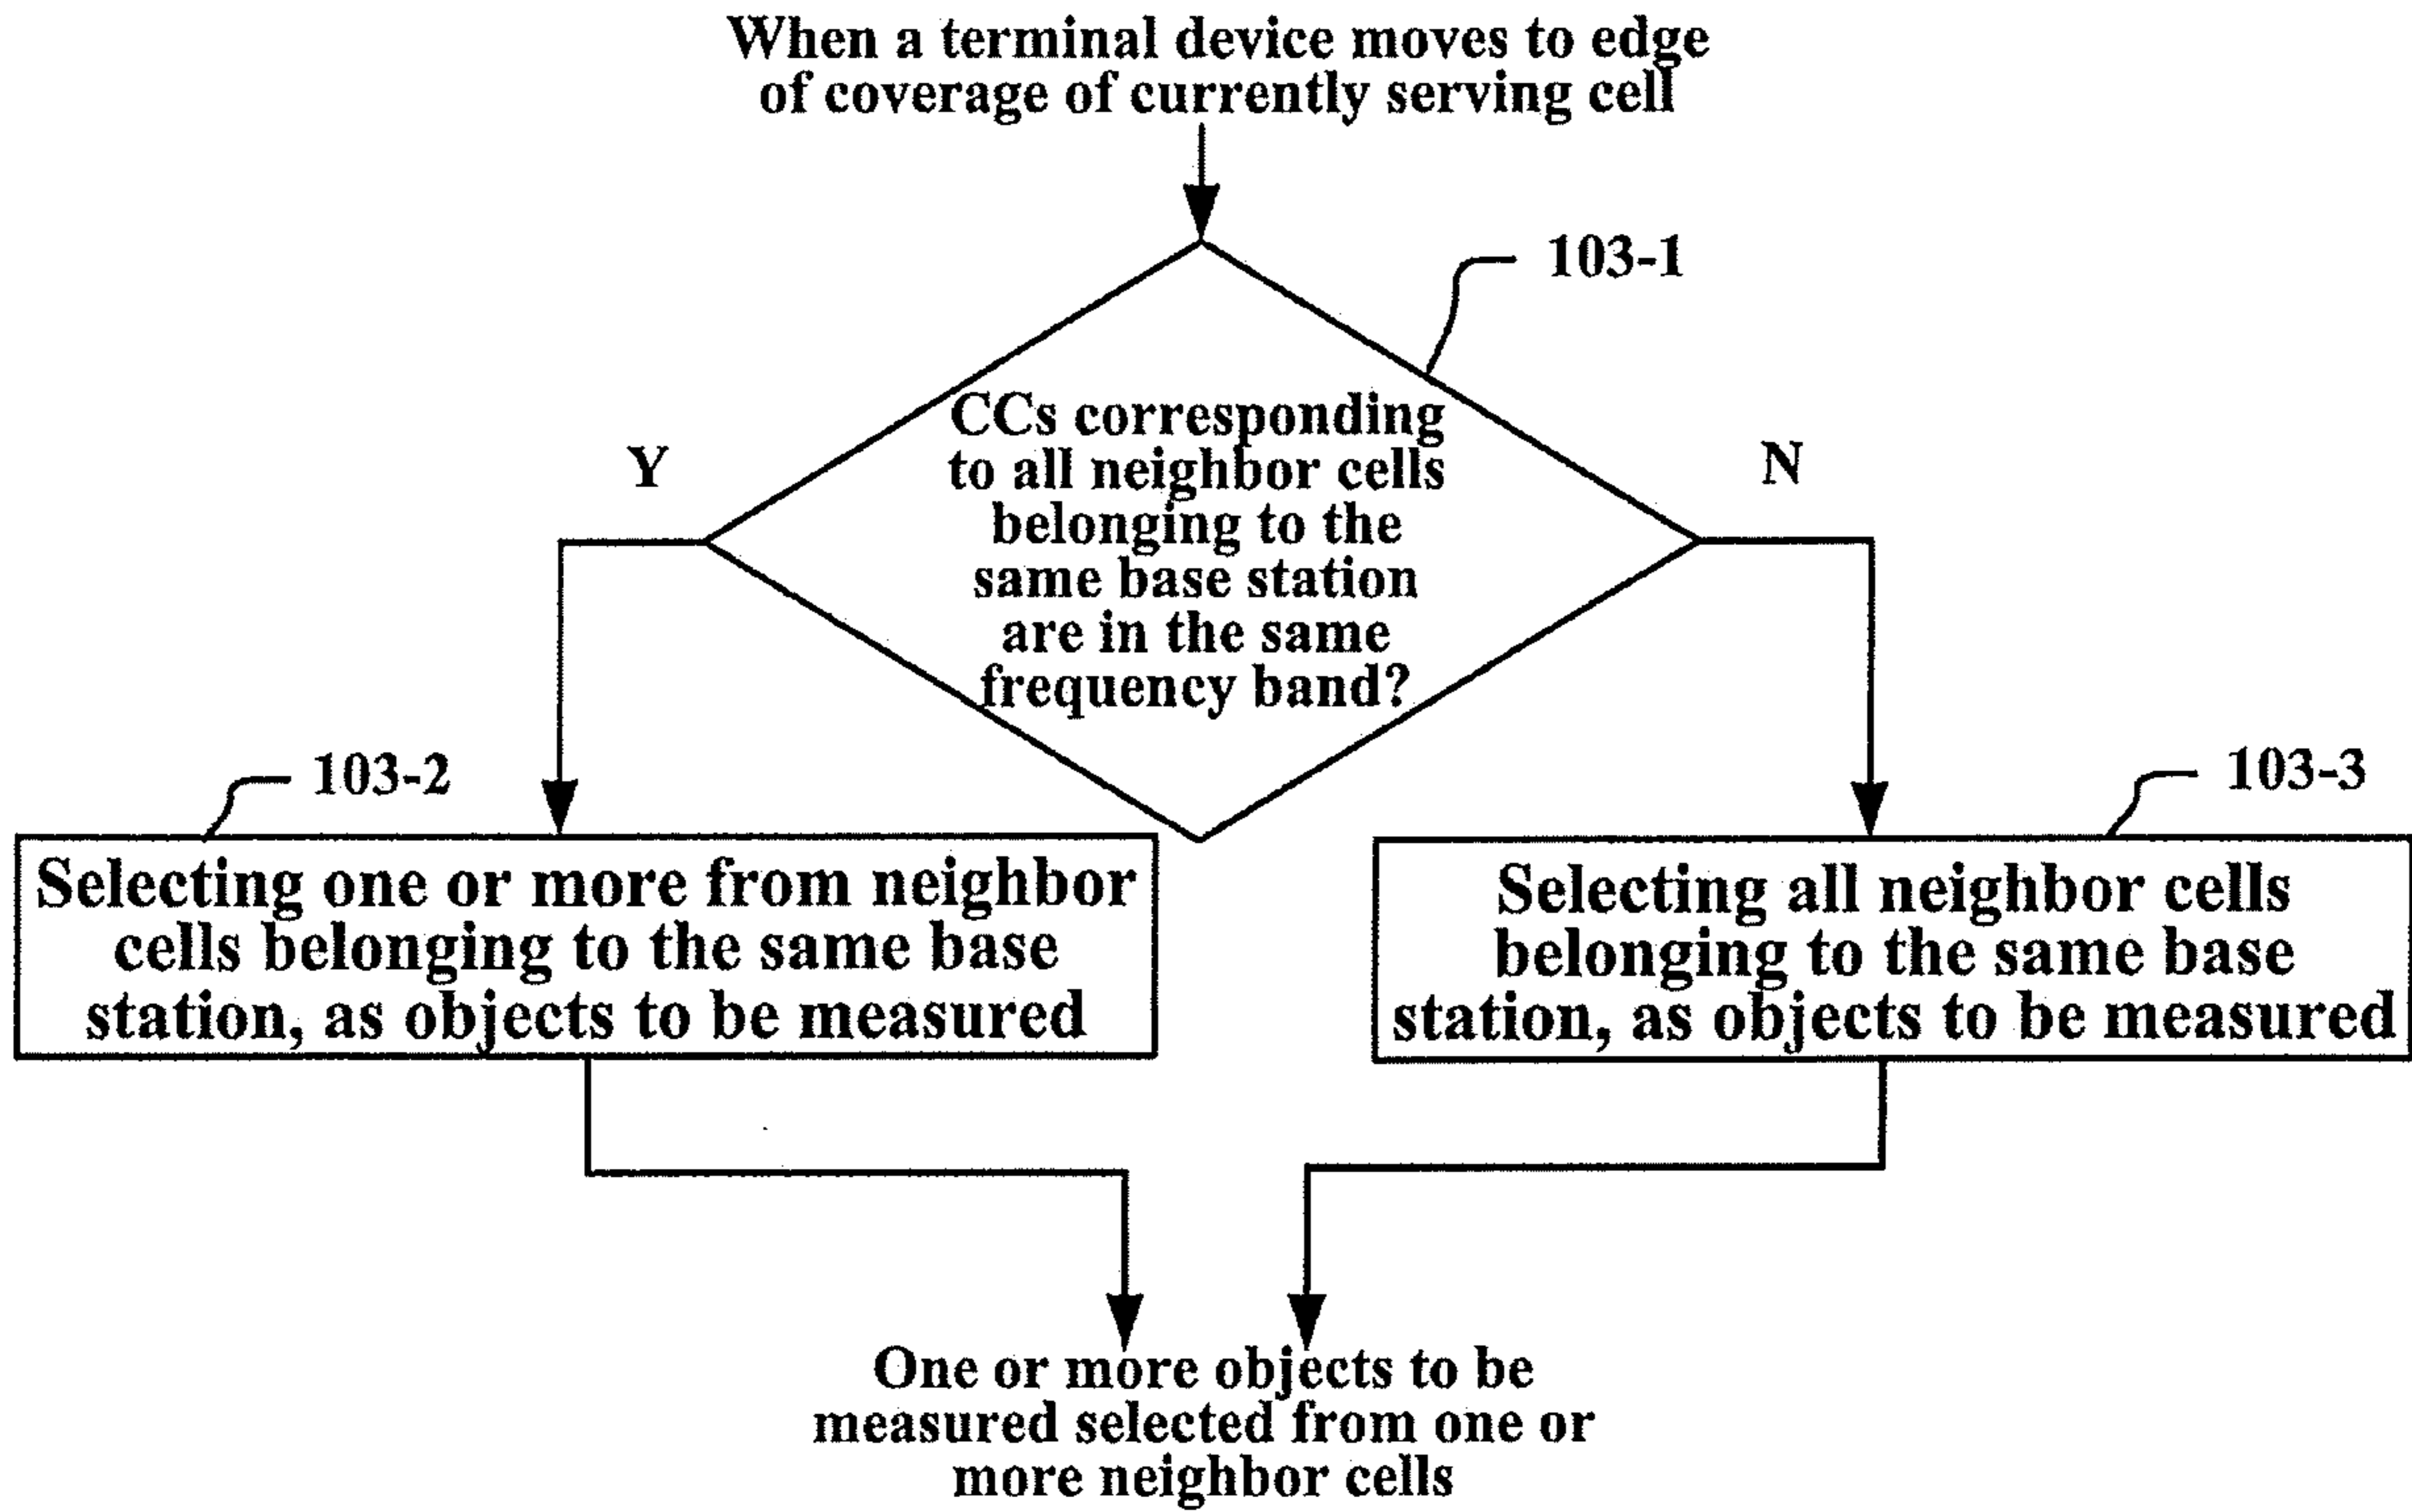 When a terminal device moves to edge
of coverage of currently serving cell
103-1
CCs corresponding
to all neighbor cells
belonging to the
same base station
are in the same
frequency band?
Y
N
103-2
103-3
Selecting one or more from neighbor
cells belonging to the same base
station, as objects to be measured
Selecting all neighbor cells
belonging to the same base
station, as objects to be measured
One or more objects to be
measured selected from one or
more neighbor cells